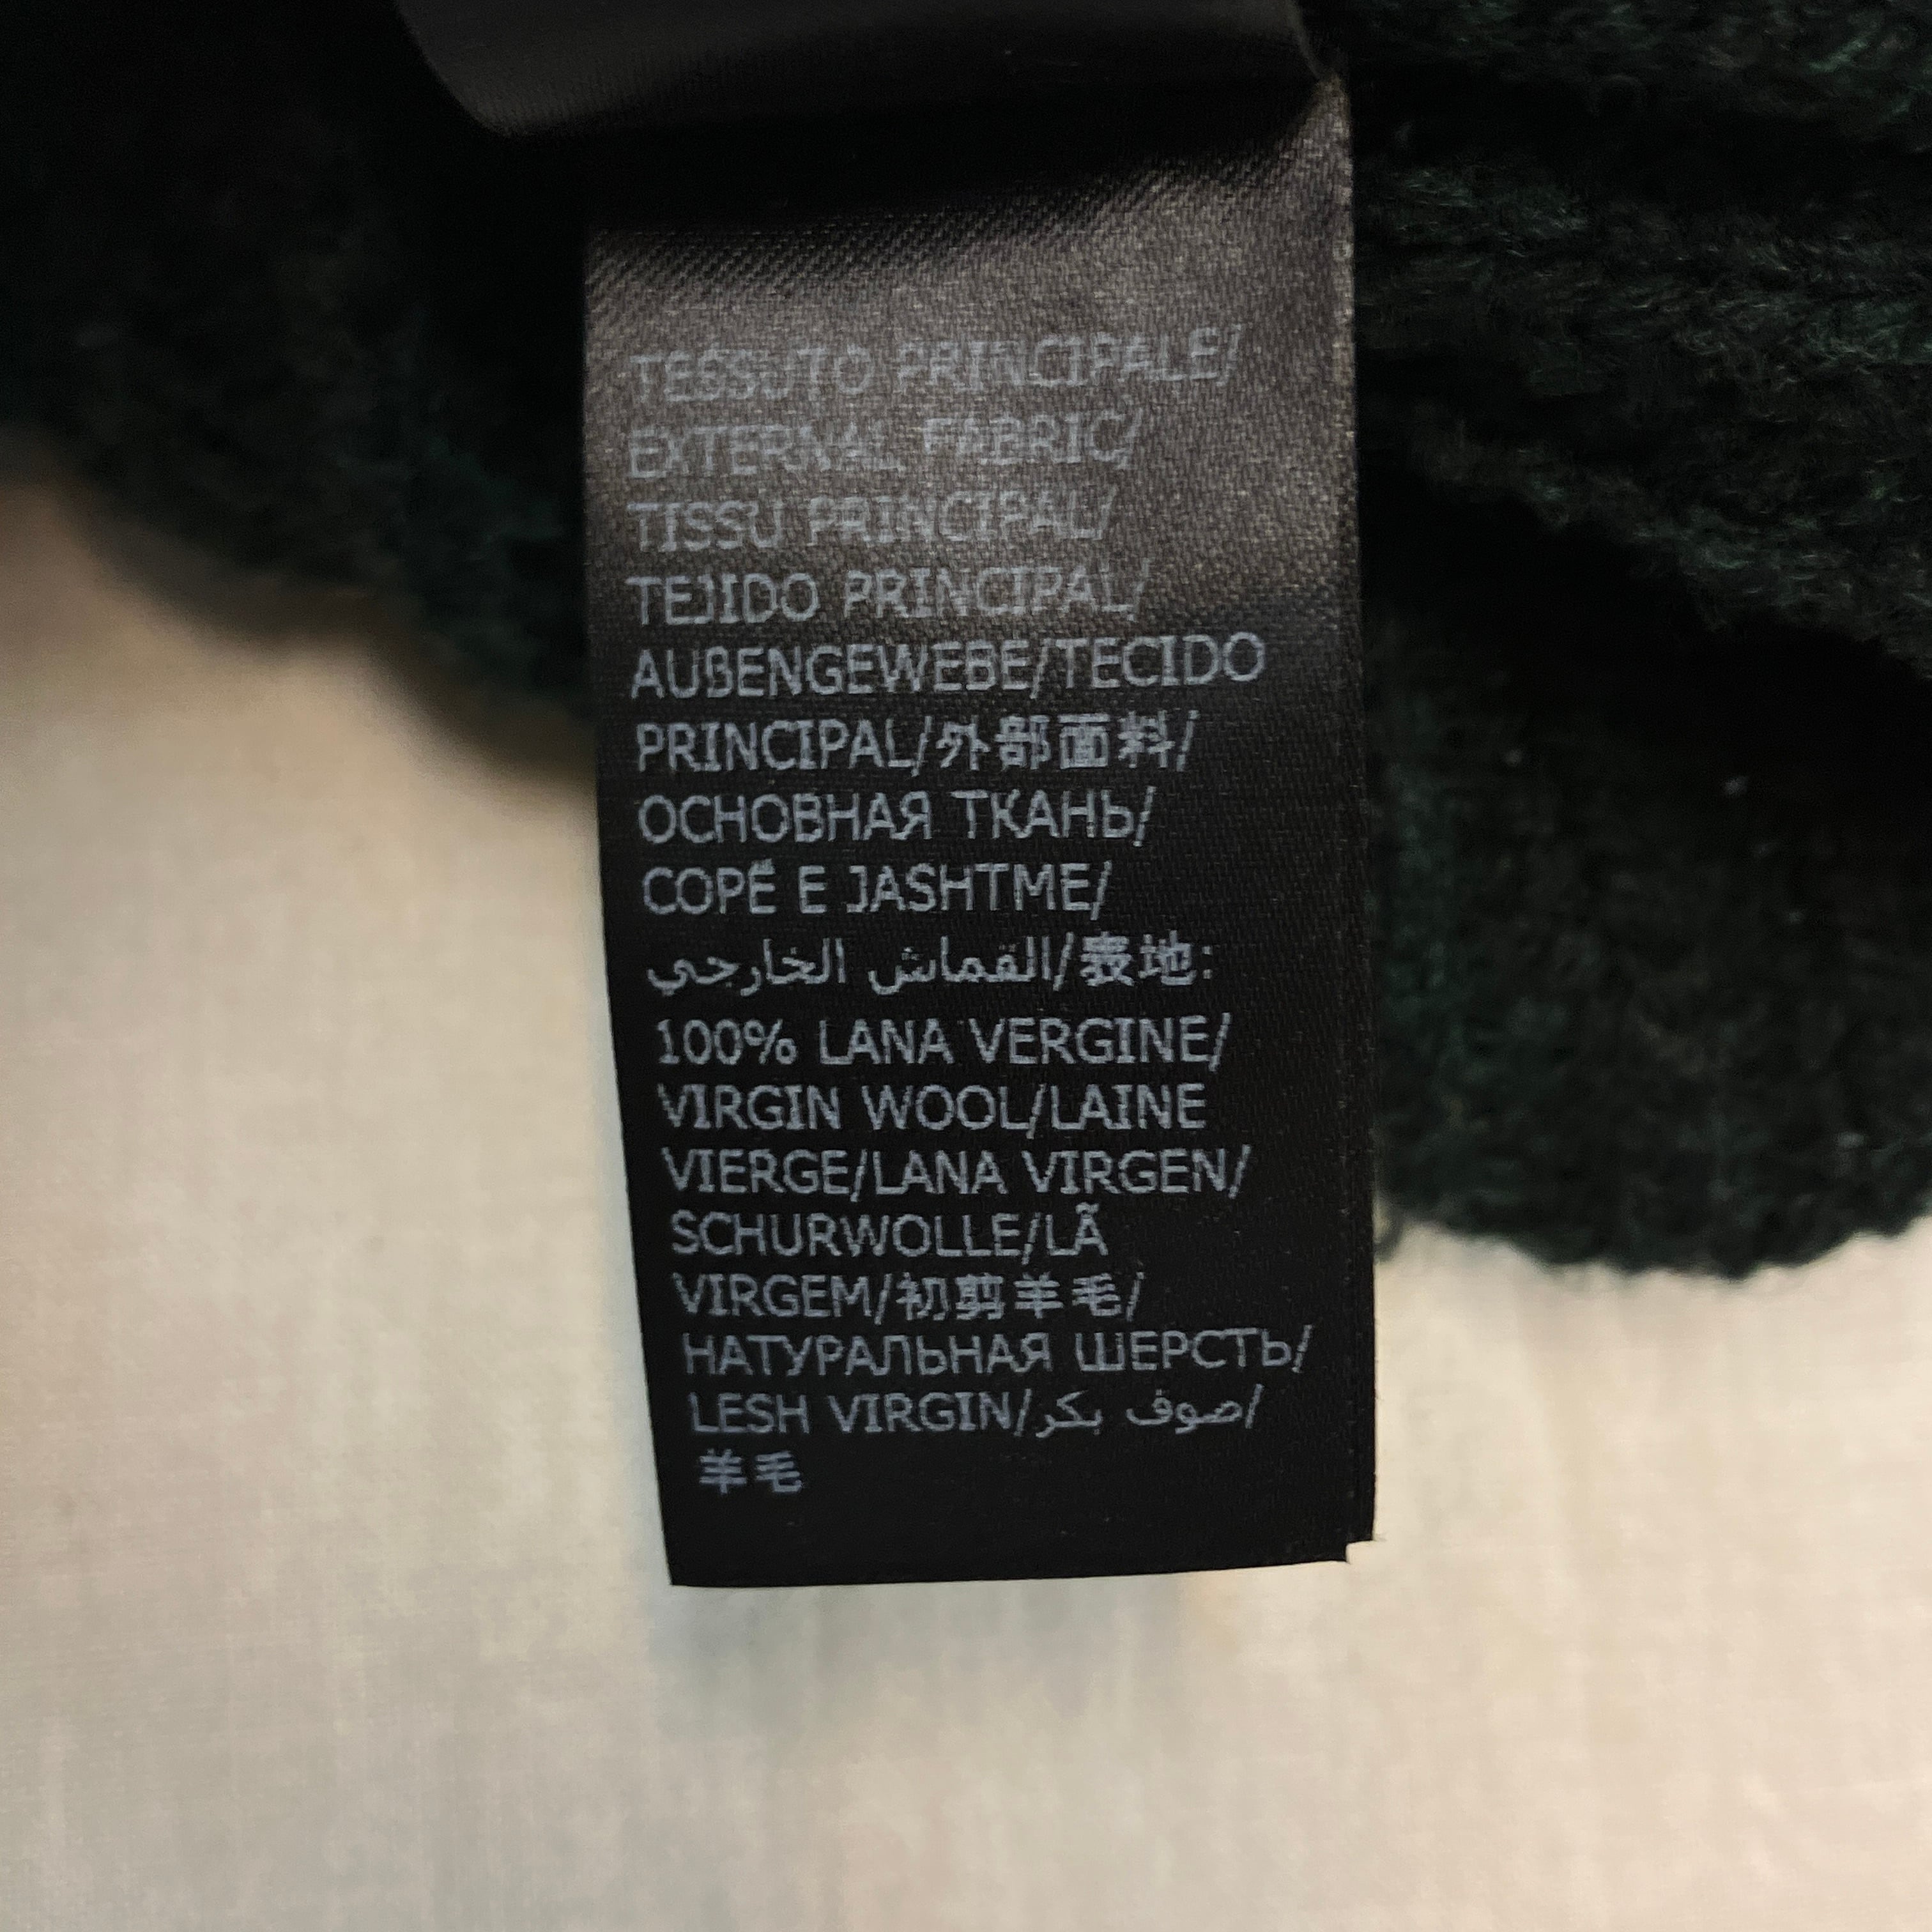 TESSUTO PRINCIPALE/
EXTERNAL FABRIC/
TISSU PRINCIPAL/
TEJIDO PRINCIPAL/
AUßENGEWEBE/TECIDO
PRINCIPAL/外部面料/
ОСНОВНАЯ ТКАНЬ/
COPË E JASHTME/
القماش الخارجي/表地:
100% LANA VERGINE/
VIRGIN WOOL/LAINE
VIERGE/LANA VIRGEN/
SCHURWOLLE/LÃ
VIRGEM/初剪羊毛/
НАТУРАЛЬНАЯ ШЕРСТЬ/
LESH VIRGIN/صوف بكر/
羊毛